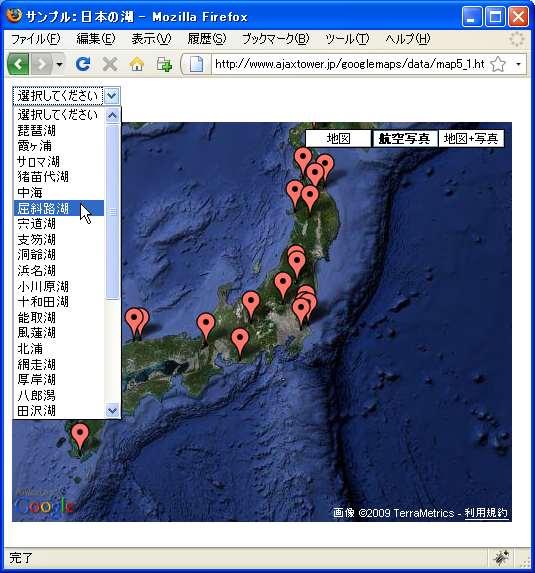 サンプル：日本の湖 - Mozilla Firefox
ファイル(F) 編集(E) 表示(V) 履歴(S) ブックマーク(B) ツール(T) ヘルプ(H)
http://www.ajaxtower.jp/googlemaps/data/map5_1.ht
選択してください
選択してください
琵琶湖
霞ヶ浦
サロマ湖
猪苗代湖
中海
屈斜路湖
宍道湖
支笏湖
洞爺湖
浜名湖
小川原湖
十和田湖
能取湖
風蓮湖
北浦
網走湖
厚岸湖
八郎潟
田沢湖
地図 航空写真 地図+写真
POWERED BY
Google
画像 ©2009 TerraMetrics - 利用規約
完了